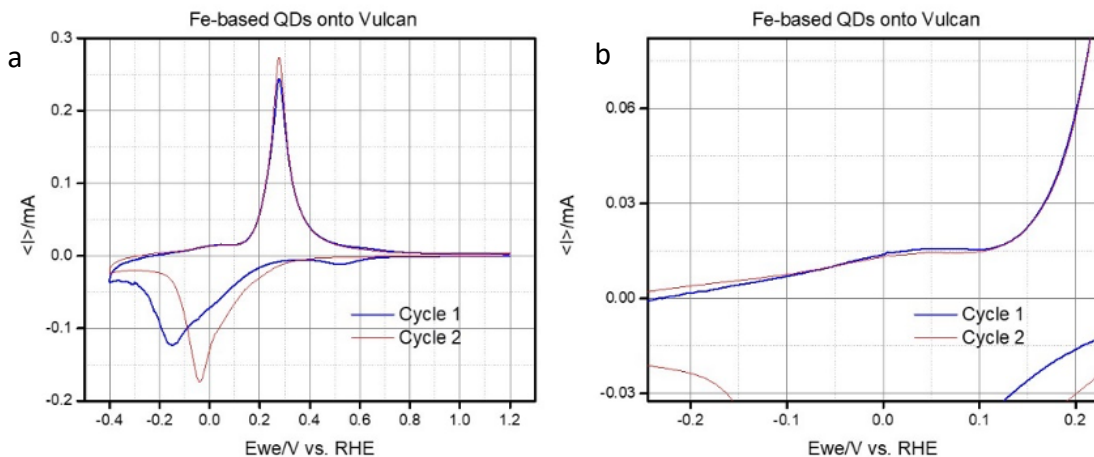 a
Fe-based QDs onto Vulcan
<I>/mA
0.3
0.2
0.1
0.0
-0.1
-0.2
-0.4
-0.2
0.0
0.2
0.4
0.6
0.8
1.0
1.2
Ewe/V vs. RHE
Cycle 1
Cycle 2
b
Fe-based QDs onto Vulcan
<I>/mA
0.06
0.03
0.00
-0.03
-0.2
-0.1
0.0
0.1
0.2
Ewe/V vs. RHE
Cycle 1
Cycle 2